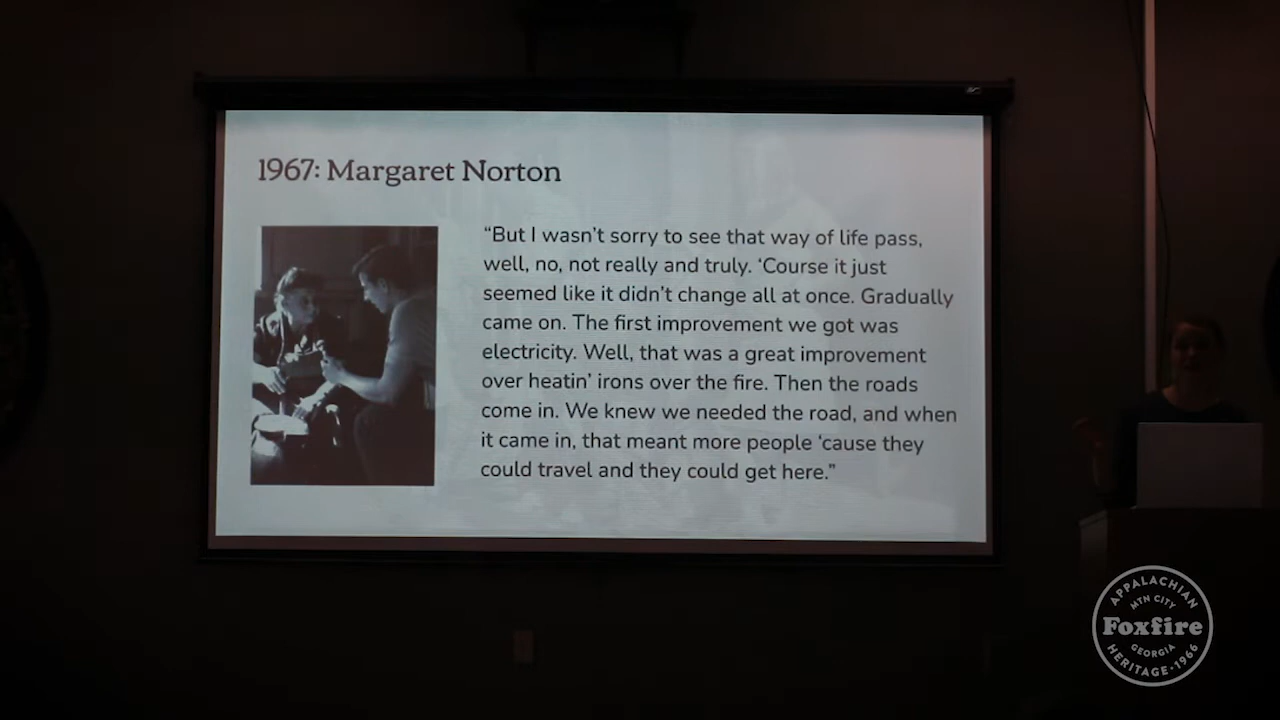 1967: Margaret Norton
“But I wasn’t sorry to see that way of life pass,
well, no, not really and truly. ‘Course it just
seemed like it didn’t change all at once. Gradually
came on. The first improvement we got was
electricity. Well, that was a great improvement
over heatin’ irons over the fire. Then the roads
come in. We knew we needed the road, and when
it came in, that meant more people ‘cause they
could travel and they could get here.”
APPALACHIAN
MTN CITY
Foxfire
GEORGIA
HERITAGE·1966